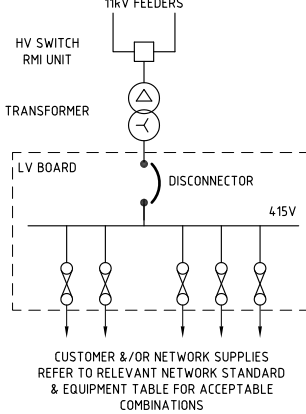 11kV FEEDERS
HV SWITCH
RMI UNIT
TRANSFORMER
LV BOARD
DISCONNECTOR
415V
CUSTOMER &/OR NETWORK SUPPLIES
REFER TO RELEVANT NETWORK STANDARD
& EQUIPMENT TABLE FOR ACCEPTABLE
COMBINATIONS